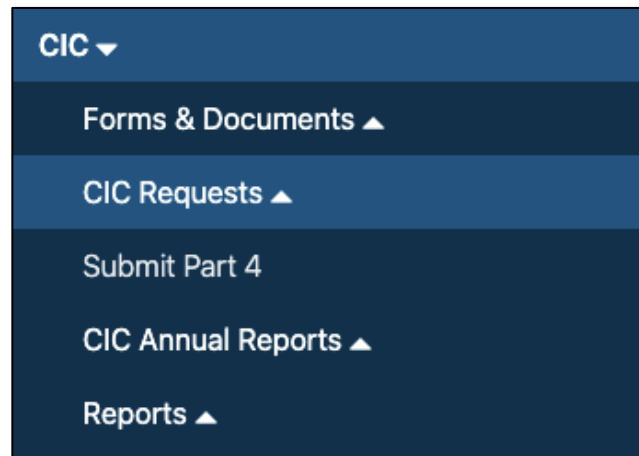 CIC
Forms & Documents
CIC Requests
Submit Part 4
CIC Annual Reports
Reports